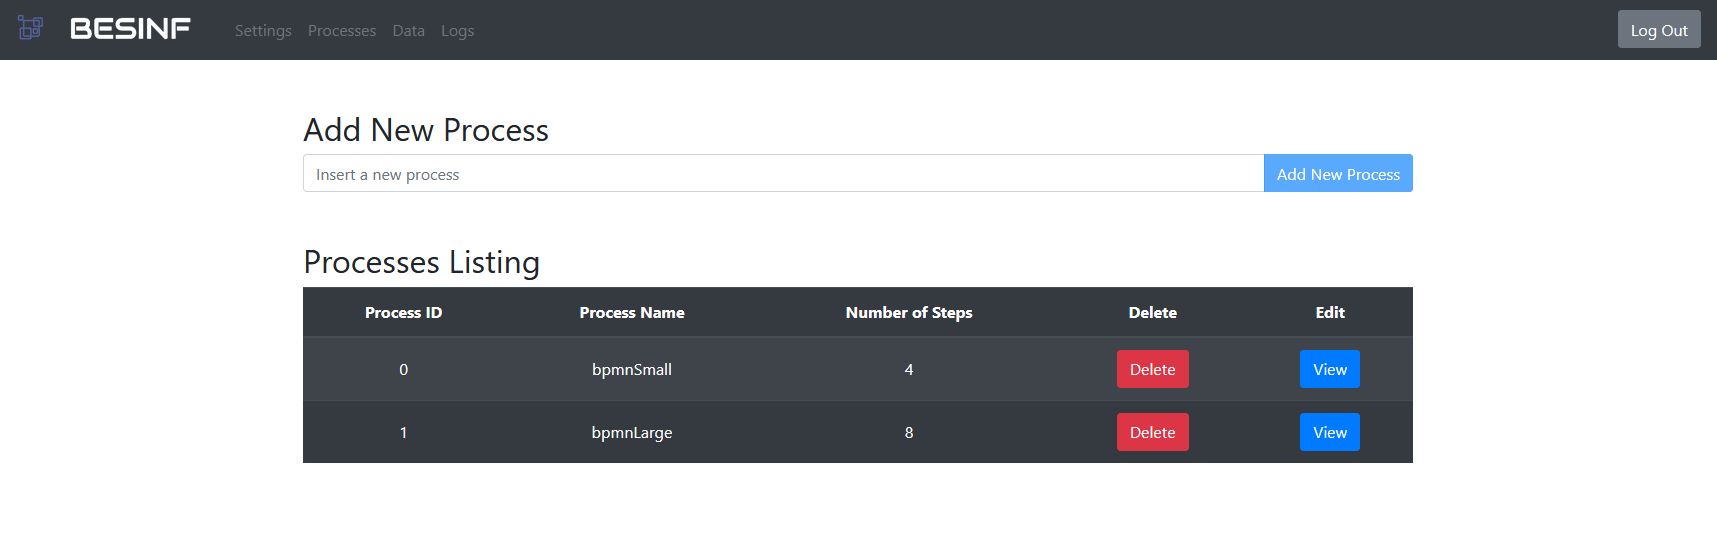 BESINF Settings Processes Data Logs Log Out
Add New Process
Insert a new process Add New Process
Processes Listing
Process ID Process Name Number of Steps Delete Edit
0 bpmnSmall 4 Delete View
1 bpmnLarge 8 Delete View